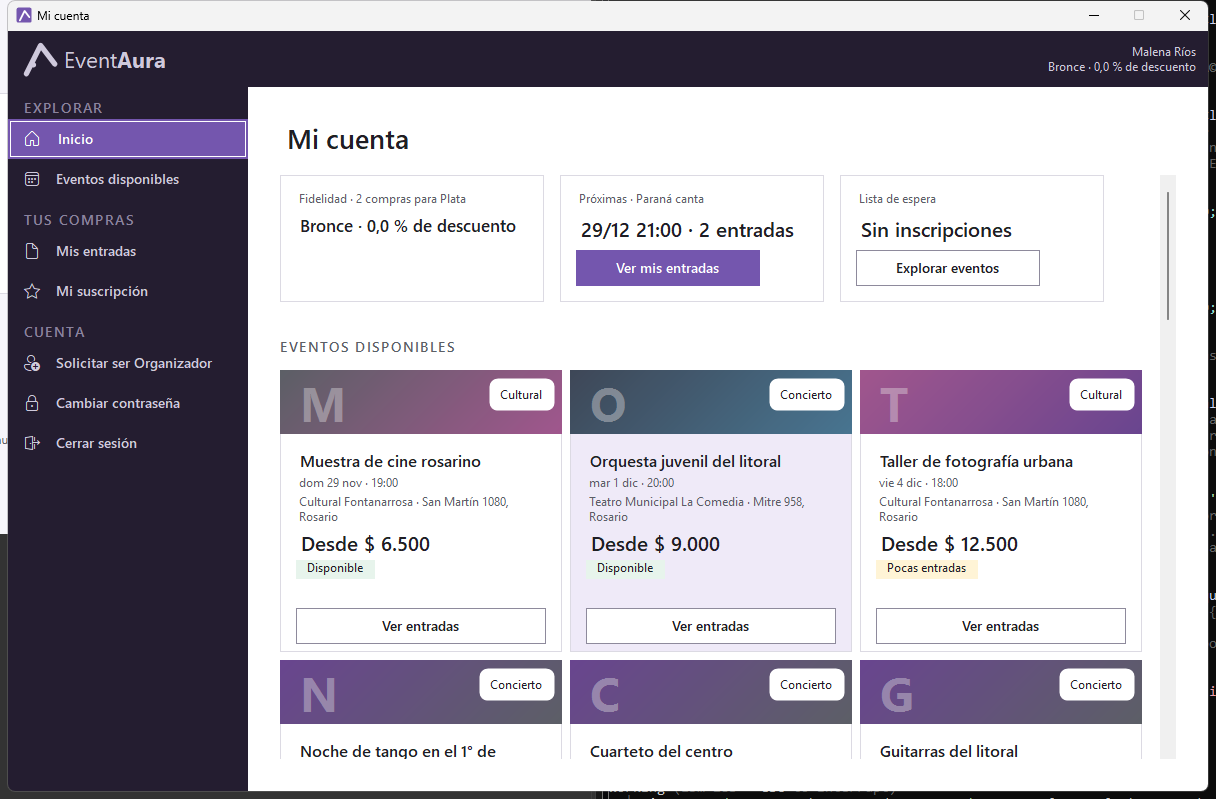 Mi cuenta
EventAura
Malena Ríos
Bronce · 0,0 % de descuento
EXPLORAR
Inicio
Eventos disponibles
TUS COMPRAS
Mis entradas
Mi suscripción
CUENTA
Solicitar ser Organizador
Cambiar contraseña
Cerrar sesión
Mi cuenta
Fidelidad · 2 compras para Plata
Bronce · 0,0 % de descuento
Próximas · Paraná canta
29/12 21:00 · 2 entradas
Ver mis entradas
Lista de espera
Sin inscripciones
Explorar eventos
EVENTOS DISPONIBLES
M
Cultural
Muestra de cine rosarino
dom 29 nov · 19:00
Cultural Fontanarrosa · San Martín 1080,
Rosario
Desde $ 6.500
Disponible
Ver entradas
O
Concierto
Orquesta juvenil del litoral
mar 1 dic · 20:00
Teatro Municipal La Comedia · Mitre 958,
Rosario
Desde $ 9.000
Disponible
Ver entradas
T
Cultural
Taller de fotografía urbana
vie 4 dic · 18:00
Cultural Fontanarrosa · San Martín 1080,
Rosario
Desde $ 12.500
Pocas entradas
Ver entradas
N
Concierto
Noche de tango en el 1° de
C
Concierto
Cuarteto del centro
G
Concierto
Guitarras del litoral